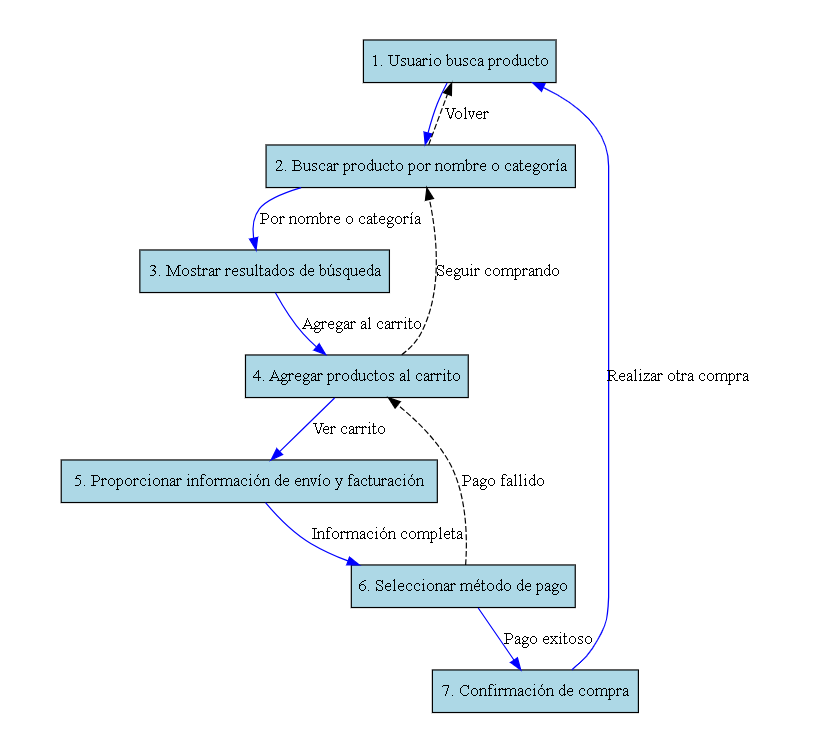 1. Usuario busca producto
Volver
2. Buscar producto por nombre o categoría
Por nombre o categoría
3. Mostrar resultados de búsqueda
Seguir comprando
Agregar al carrito
4. Agregar productos al carrito
Realizar otra compra
Ver carrito
5. Proporcionar información de envío y facturación
Pago fallido
Información completa
6. Seleccionar método de pago
Pago exitoso
7. Confirmación de compra